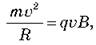 mv²/R = qvB,